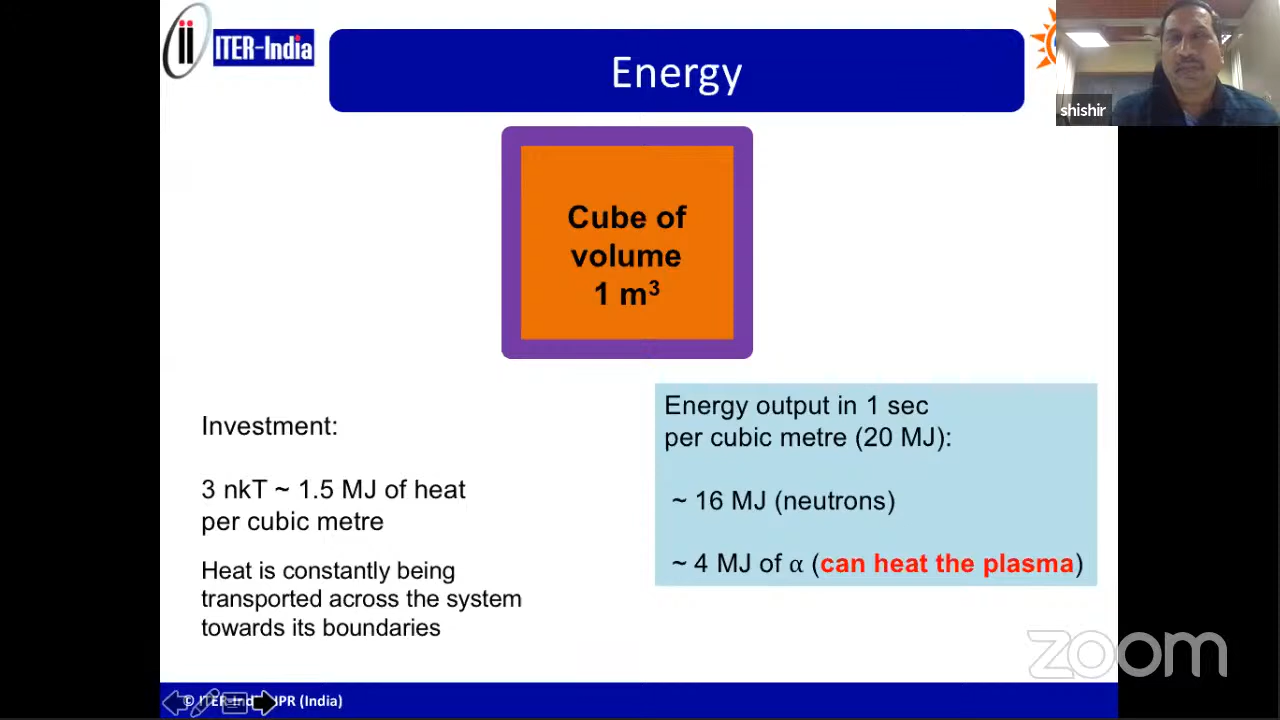 ITER-India
Energy
shishir
Cube of
volume
1 m³
Investment:
3 nkT ~ 1.5 MJ of heat
per cubic metre
Heat is constantly being
transported across the system
towards its boundaries
Energy output in 1 sec
per cubic metre (20 MJ):
~ 16 MJ (neutrons)
~ 4 MJ of α (can heat the plasma)
zoom
© ITER-India (India)